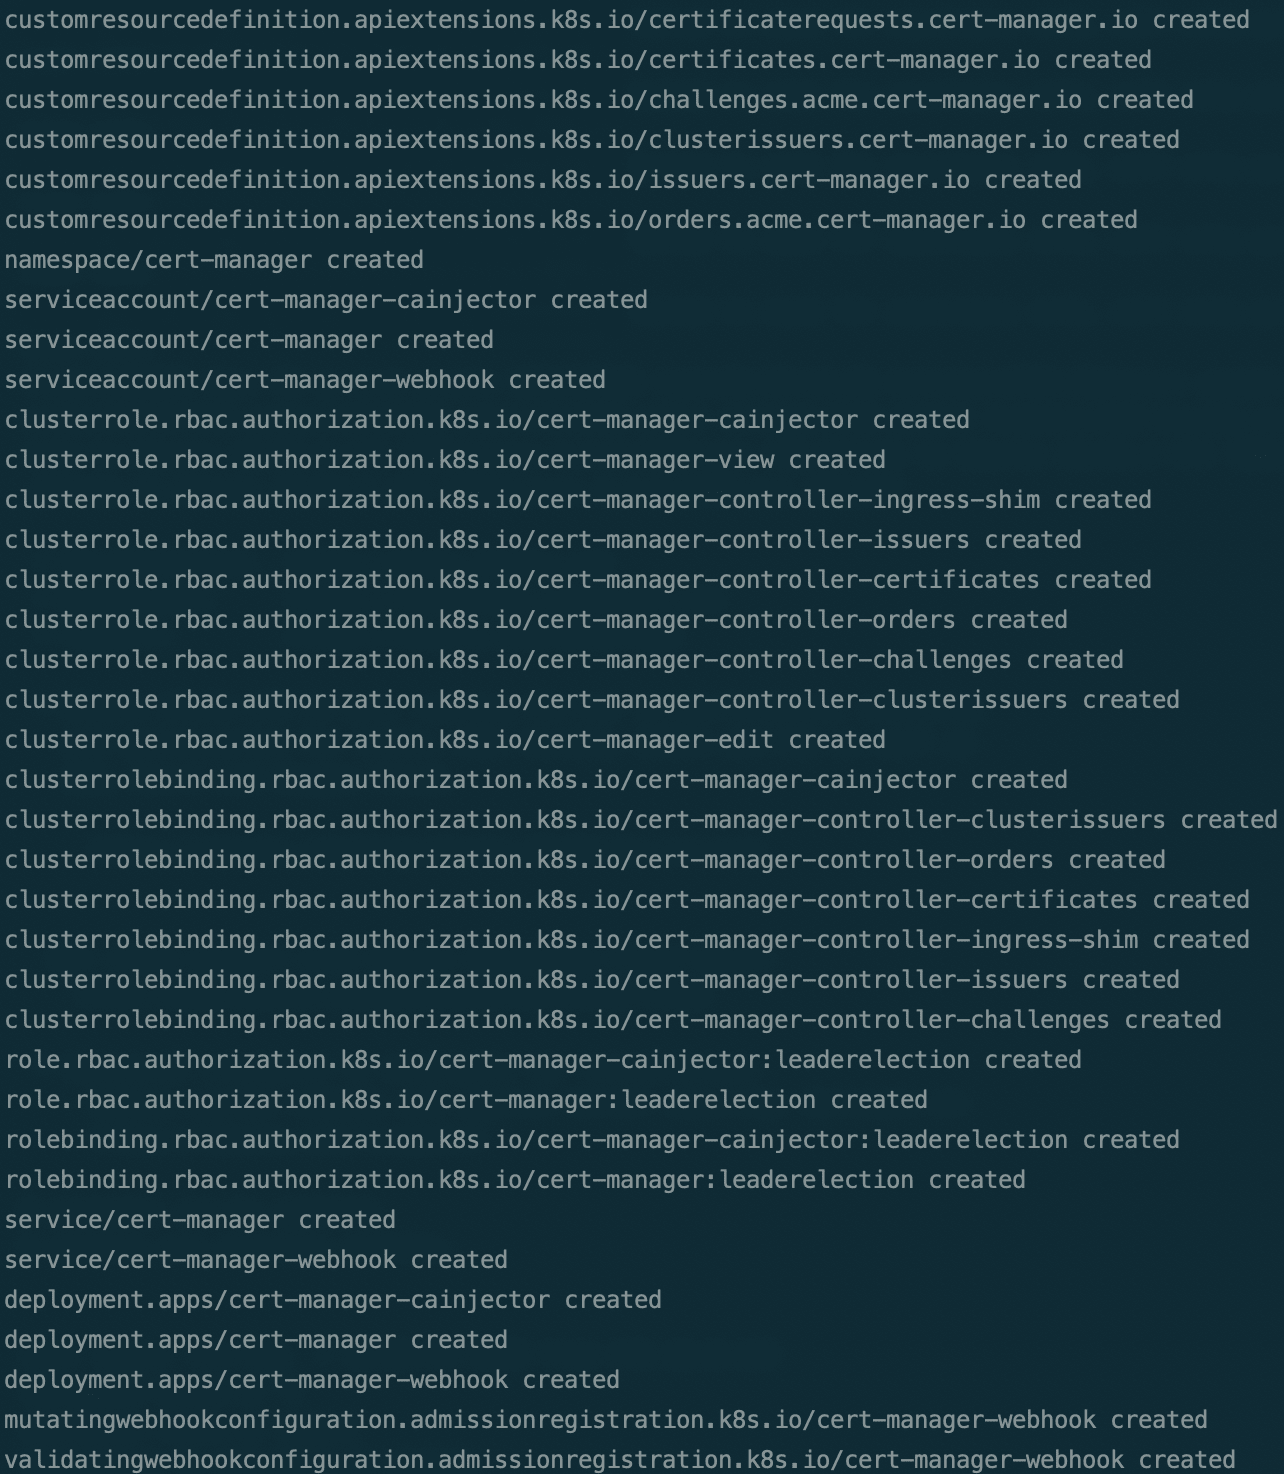 customresourcedefinition.apiextensions.k8s.io/certificaterequests.cert-manager.io created
customresourcedefinition.apiextensions.k8s.io/certificates.cert-manager.io created
customresourcedefinition.apiextensions.k8s.io/challenges.acme.cert-manager.io created
customresourcedefinition.apiextensions.k8s.io/clusterissuers.cert-manager.io created
customresourcedefinition.apiextensions.k8s.io/issuers.cert-manager.io created
customresourcedefinition.apiextensions.k8s.io/orders.acme.cert-manager.io created
namespace/cert-manager created
serviceaccount/cert-manager-cainjector created
serviceaccount/cert-manager created
serviceaccount/cert-manager-webhook created
clusterrole.rbac.authorization.k8s.io/cert-manager-cainjector created
clusterrole.rbac.authorization.k8s.io/cert-manager-view created
clusterrole.rbac.authorization.k8s.io/cert-manager-controller-ingress-shim created
clusterrole.rbac.authorization.k8s.io/cert-manager-controller-issuers created
clusterrole.rbac.authorization.k8s.io/cert-manager-controller-certificates created
clusterrole.rbac.authorization.k8s.io/cert-manager-controller-orders created
clusterrole.rbac.authorization.k8s.io/cert-manager-controller-challenges created
clusterrole.rbac.authorization.k8s.io/cert-manager-controller-clusterissuers created
clusterrole.rbac.authorization.k8s.io/cert-manager-edit created
clusterrolebinding.rbac.authorization.k8s.io/cert-manager-cainjector created
clusterrolebinding.rbac.authorization.k8s.io/cert-manager-controller-clusterissuers created
clusterrolebinding.rbac.authorization.k8s.io/cert-manager-controller-orders created
clusterrolebinding.rbac.authorization.k8s.io/cert-manager-controller-certificates created
clusterrolebinding.rbac.authorization.k8s.io/cert-manager-controller-ingress-shim created
clusterrolebinding.rbac.authorization.k8s.io/cert-manager-controller-issuers created
clusterrolebinding.rbac.authorization.k8s.io/cert-manager-controller-challenges created
role.rbac.authorization.k8s.io/cert-manager-cainjector:leaderelection created
role.rbac.authorization.k8s.io/cert-manager:leaderelection created
rolebinding.rbac.authorization.k8s.io/cert-manager-cainjector:leaderelection created
rolebinding.rbac.authorization.k8s.io/cert-manager:leaderelection created
service/cert-manager created
service/cert-manager-webhook created
deployment.apps/cert-manager-cainjector created
deployment.apps/cert-manager created
deployment.apps/cert-manager-webhook created
mutatingwebhookconfiguration.admissionregistration.k8s.io/cert-manager-webhook created
validatingwebhookconfiguration.admissionregistration.k8s.io/cert-manager-webhook created